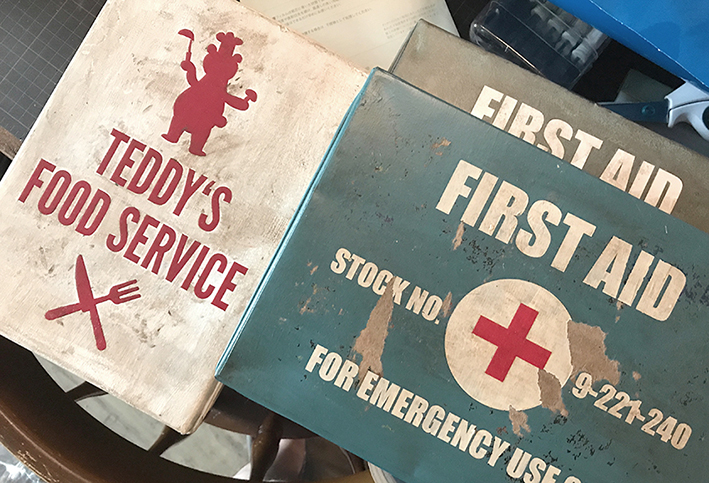 TEDDY'S
FOOD SERVICE
FIRST AID
FIRST AID
STOCK NO.
9-221-240
FOR EMERGENCY USE